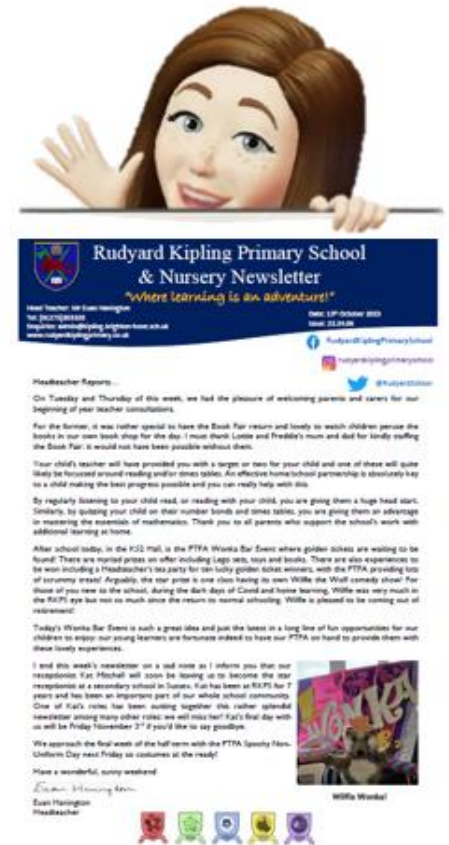 Rudyard Kipling Primary School
& Nursery Newsletter
"Where learning is an adventure!"
Head Teacher: Mr Euan Hanington
Date: 13th October 2023
www.rudyardkiplingprimary.co.uk
RudyardKiplingPrimarySchool
rudyardkiplingprimaryschool
Headteacher Reports…
On Tuesday and Thursday of this week, we had the pleasure of welcoming parents and carers for our
beginning of year teacher consultations.
For the former, it was rather special to have the Book Fair return and lovely to watch children peruse the
books in our own book shop for the day. I must thank Lottie and Freddie's mum and dad for kindly staffing
the Book Fair: it would not have been possible without them.
Your child's teacher will have provided you with a target or two for your child and one of these will quite
likely be focussed around reading and/or times tables. An effective home/school partnership is absolutely key
to a child making the best progress possible and you can really help with this.
By regularly listening to your child read, or reading with your child, you are giving them a huge head start.
Similarly, by quizzing your child on their number bonds and times tables, you are giving them an advantage
in mastering the essentials of mathematics. Thank you to all parents who support the school's work with
additional learning at home.
After school today, in the KS2 Hall, is the PTFA Wonka Bar Event where golden tickets are waiting to be
found! There are myriad prizes on offer including Lego sets, toys and books. There are also experiences to
be won including a Headteacher's tea party for ten lucky golden ticket winners, with the PTFA providing lots
of scrummy treats! Arguably, the star prize is one class having its own Wilfie the Wolf comedy show! For
those of you new to the school, during the dark days of Covid and home learning, Wilfie was very much in
the RKPS eye but not so much since the return to normal schooling. Wilfie is pleased to be coming out of
retirement!
Today's Wonka Bar Event is such a great idea and just the latest in a long line of fun opportunities for our
children to enjoy: our young learners are fortunate indeed to have our PTFA on hand to provide them with
these lovely experiences.
I end this week's newsletter on a sad note as I inform you that our
receptionist Kat Mitchell will soon be leaving us to become the star
receptionist at a secondary school in Sussex. Kat has been at RKPS for 7
years and has been an important part of our whole school community.
One of Kat's roles has been putting together this rather splendid
newsletter among many other roles: we will miss her! Kat's final day with
us will be Friday November 3rd if you'd like to say goodbye.
We approach the final week of the half term with the PTFA Spooky Non-
Uniform Day next Friday so costumes at the ready!
Have a wonderful, sunny weekend
Euan Hanington
Euan Hanington
Headteacher
WONKA
Wilfie Wonka!